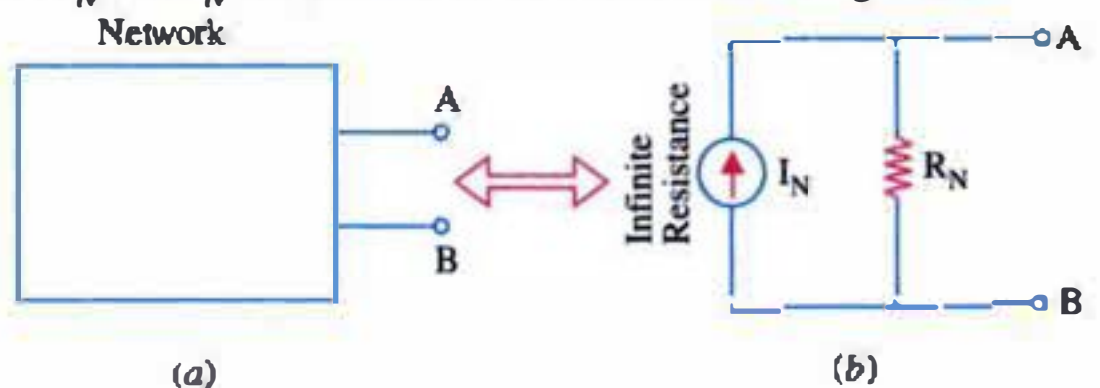 Network
A
B
Infinite
Resistance
I_N
R_N
A
B
(a)
(b)